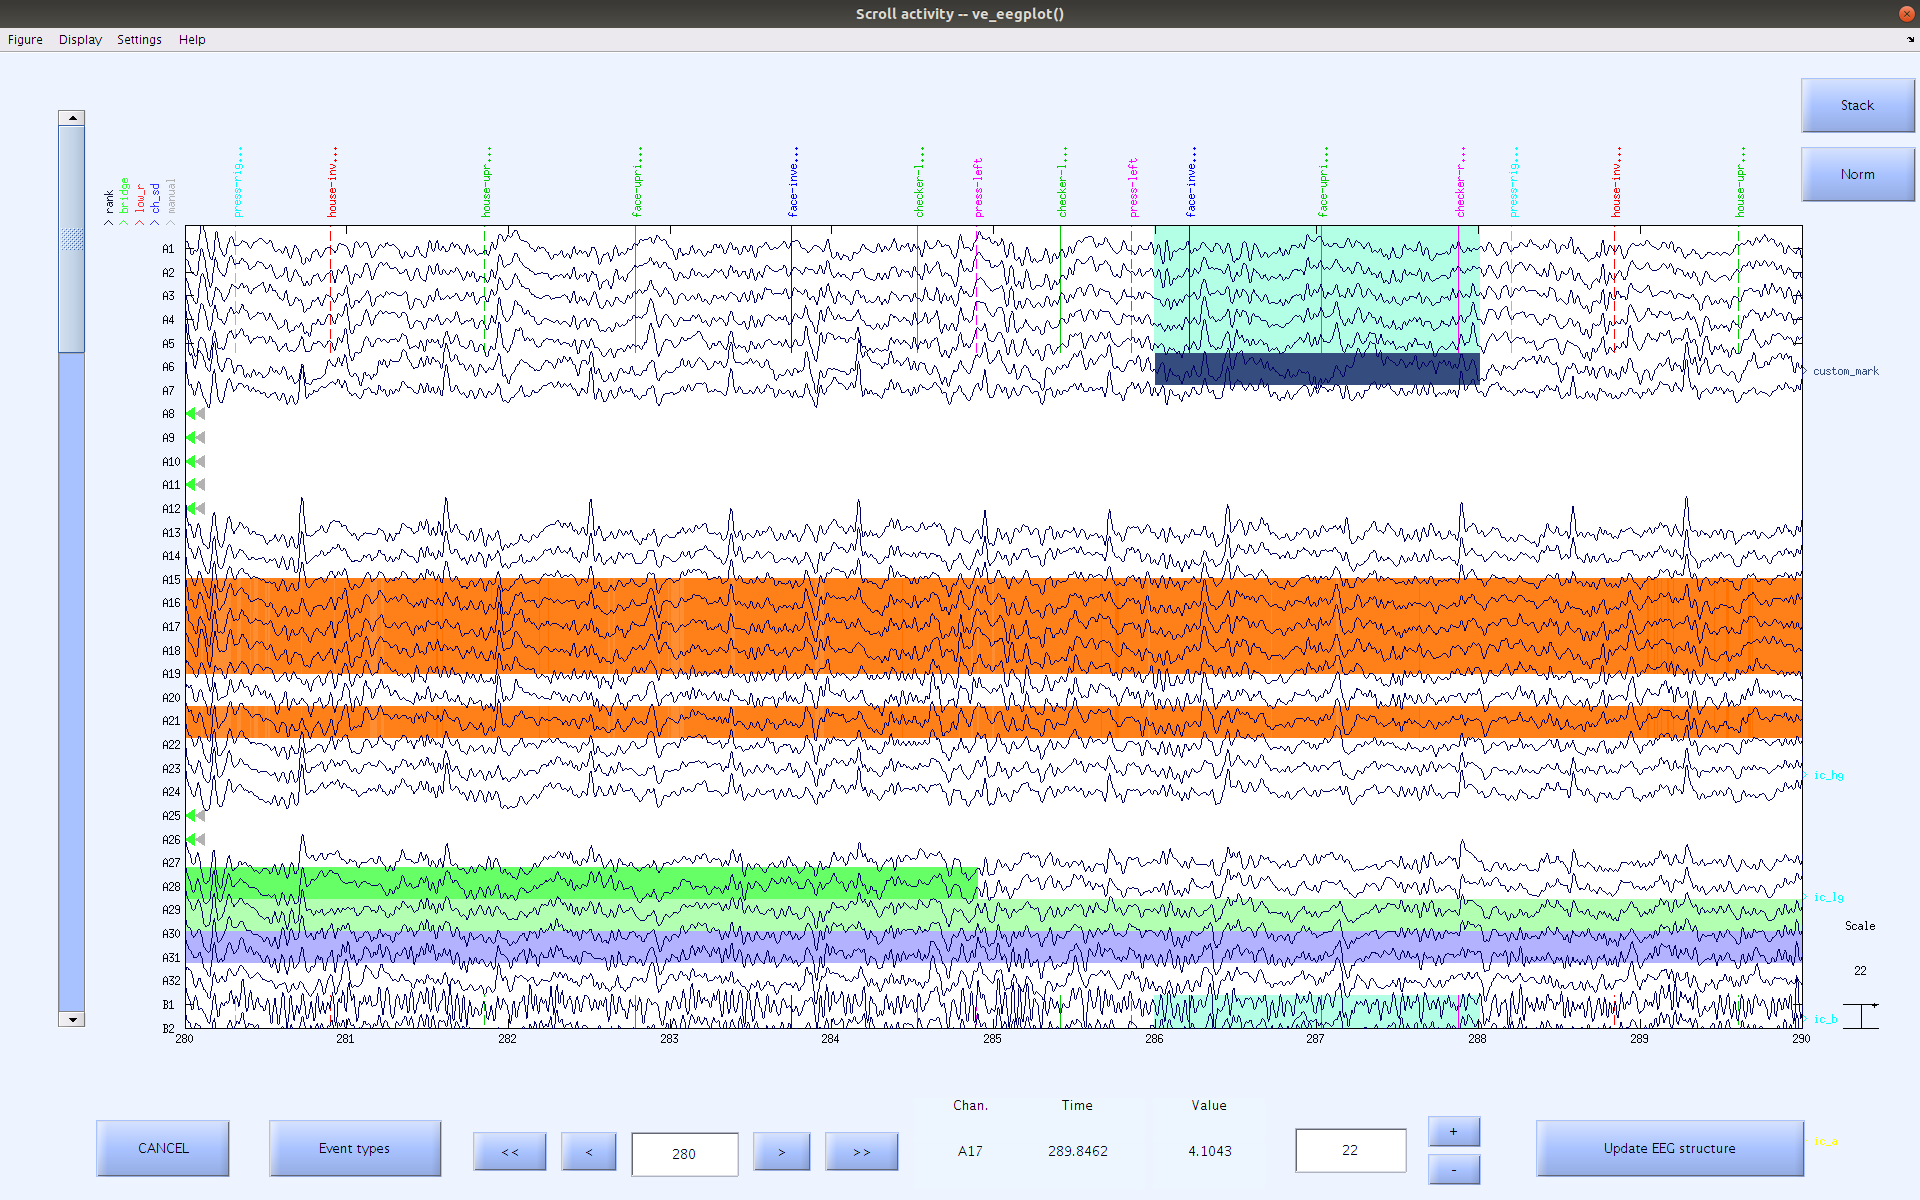 Scroll activity -- ve_eegplot()
Figure Display Settings Help
Stack
Norm
> rank
> bridge
> low_r
> ch_sd
> manual
press-rig...
house-inv...
house-upr...
face-upri...
face-inve...
checker-l...
press-left
checker-l...
press-left
face-inve...
face-upri...
checker-r...
press-rig...
house-inv...
house-upr...
A1
A2
A3
A4
A5
A6
custom_mark
A7
A8
A9
A10
A11
A12
A13
A14
A15
A16
A17
A18
A19
A20
A21
A22
A23
ic_hg
A24
A25
A26
A27
A28
ic_lg
A29
Scale
A30
A31
22
A32
B1
ic_b
B2
280 281 282 283 284 285 286 287 288 289 290
Chan. Time Value
CANCEL Event types << < 280 > >> A17 289.8462 4.1043 22 + - Update EEG structure